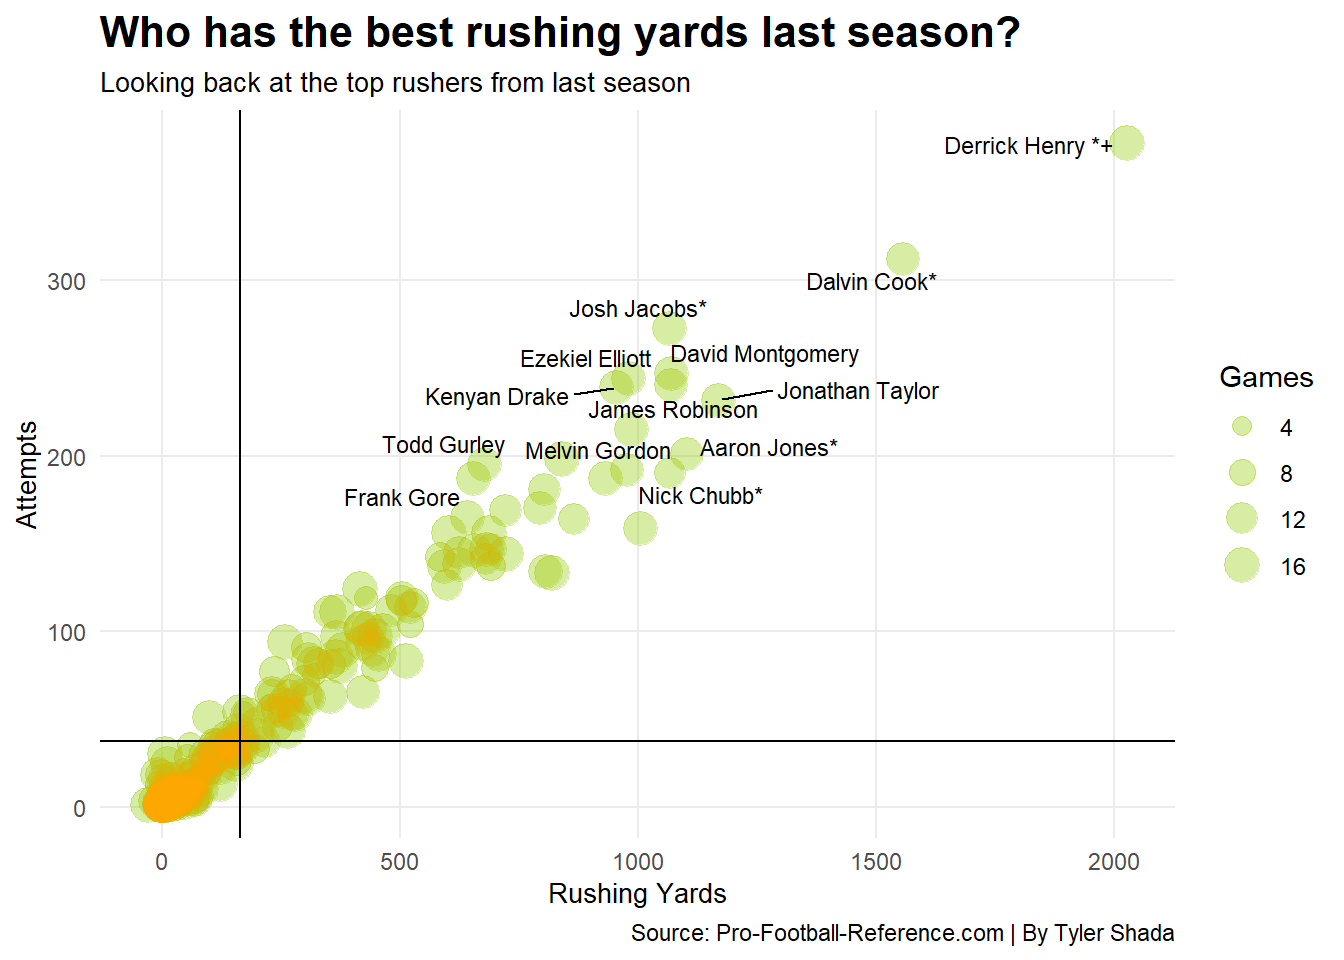 Who has the best rushing yards last season?
Looking back at the top rushers from last season
Derrick Henry *+
Dalvin Cook*
Josh Jacobs*
Ezekiel Elliott
David Montgomery
Kenyan Drake
Jonathan Taylor
James Robinson
Todd Gurley
Melvin Gordon
Aaron Jones*
Frank Gore
Nick Chubb*
Attempts
300
200
100
0
0
500
1000
1500
2000
Rushing Yards
Games
4
8
12
16
Source: Pro-Football-Reference.com | By Tyler Shada